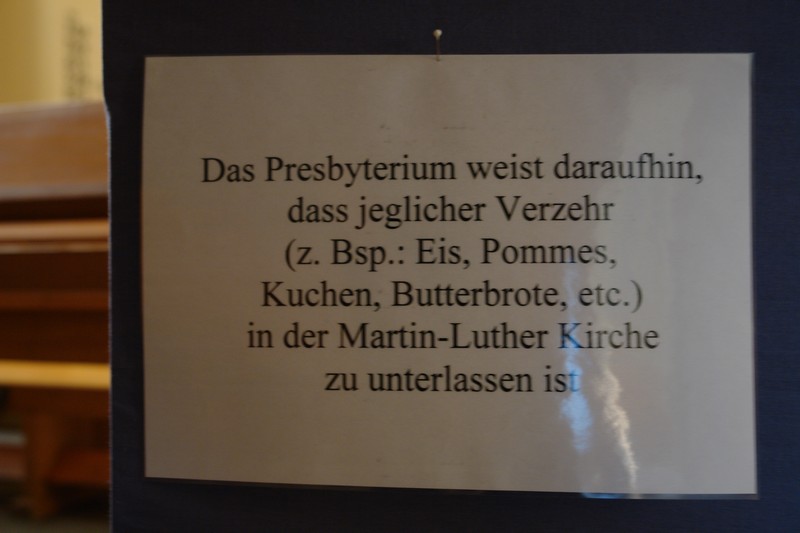 Das Presbyterium weist daraufhin,
dass jeglicher Verzehr
(z. Bsp.: Eis, Pommes,
Kuchen, Butterbrote, etc.)
in der Martin-Luther Kirche
zu unterlassen ist